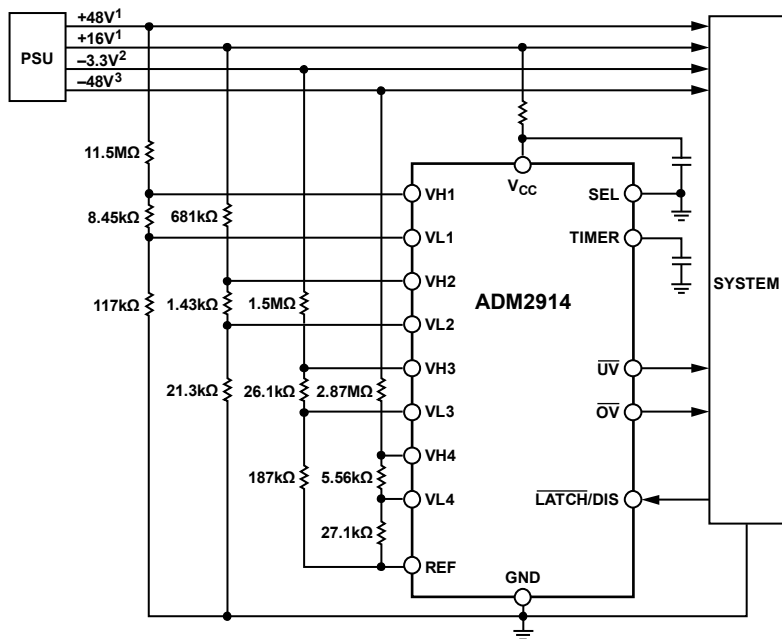 PSU
+48V1
+16V1
–3.3V2
–48V3
11.5MΩ
8.45kΩ
117kΩ
681kΩ
1.43kΩ
21.3kΩ
1.5MΩ
26.1kΩ
187kΩ
2.87MΩ
5.56kΩ
27.1kΩ
VH1
VL1
VH2
VL2
VH3
VL3
VH4
VL4
REF
VCC
ADM2914
GND
SEL
TIMER
UV
OV
LATCH/DIS
SYSTEM